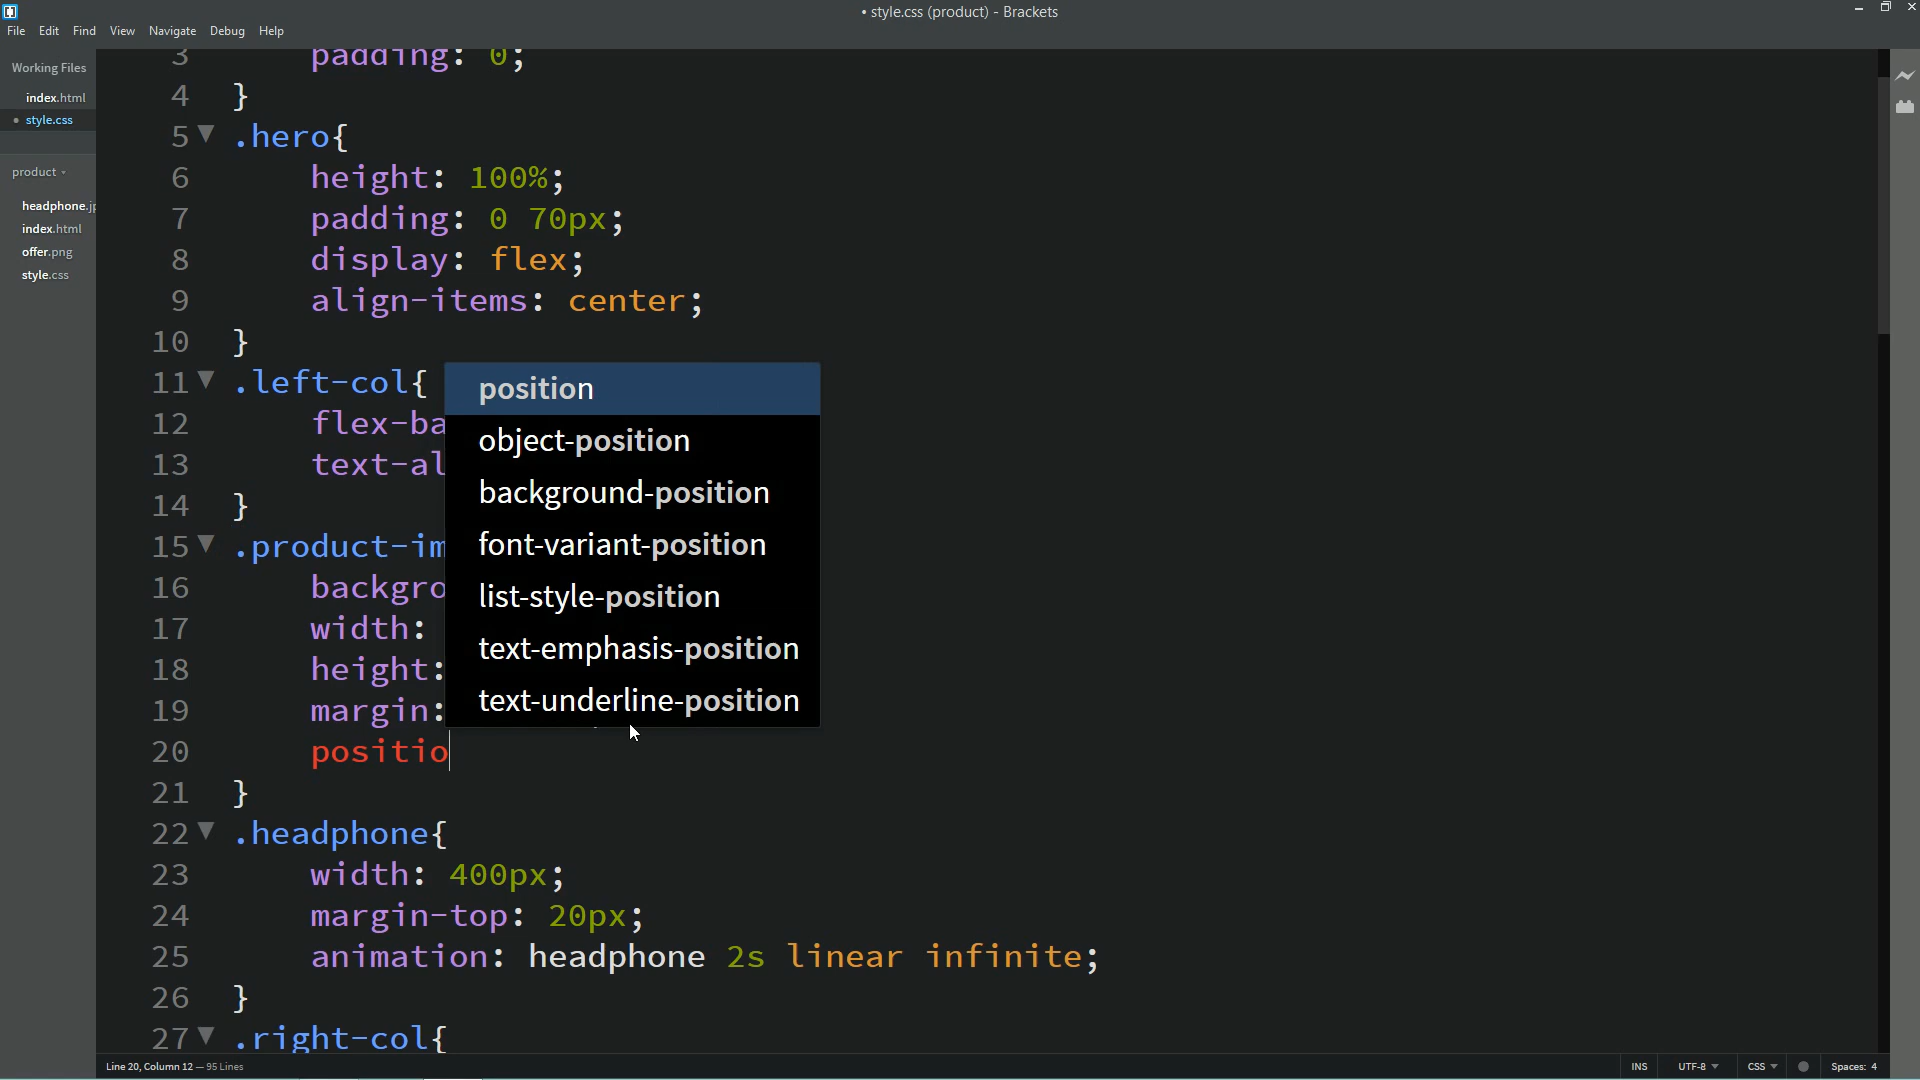 • style.css (product) - Brackets
File Edit Find View Navigate Debug Help
Working Files
index.html
• style.css
product
headphone.jp
index.html
offer.png
style.css
3 padding: 0;
4 }
5 .hero{
6 height: 100%;
7 padding: 0 70px;
8 display: flex;
9 align-items: center;
10 }
11 .left-col{
12 flex-ba
13 text-al
14 }
15 .product-im
16 backgro
17 width:
18 height:
19 margin:
20 positio
21 }
22 .headphone{
23 width: 400px;
24 margin-top: 20px;
25 animation: headphone 2s linear infinite;
26 }
27 .right-col{
position
object-position
background-position
font-variant-position
list-style-position
text-emphasis-position
text-underline-position
Line 20, Column 12 — 95 Lines
INS UTF-8 CSS Spaces: 4